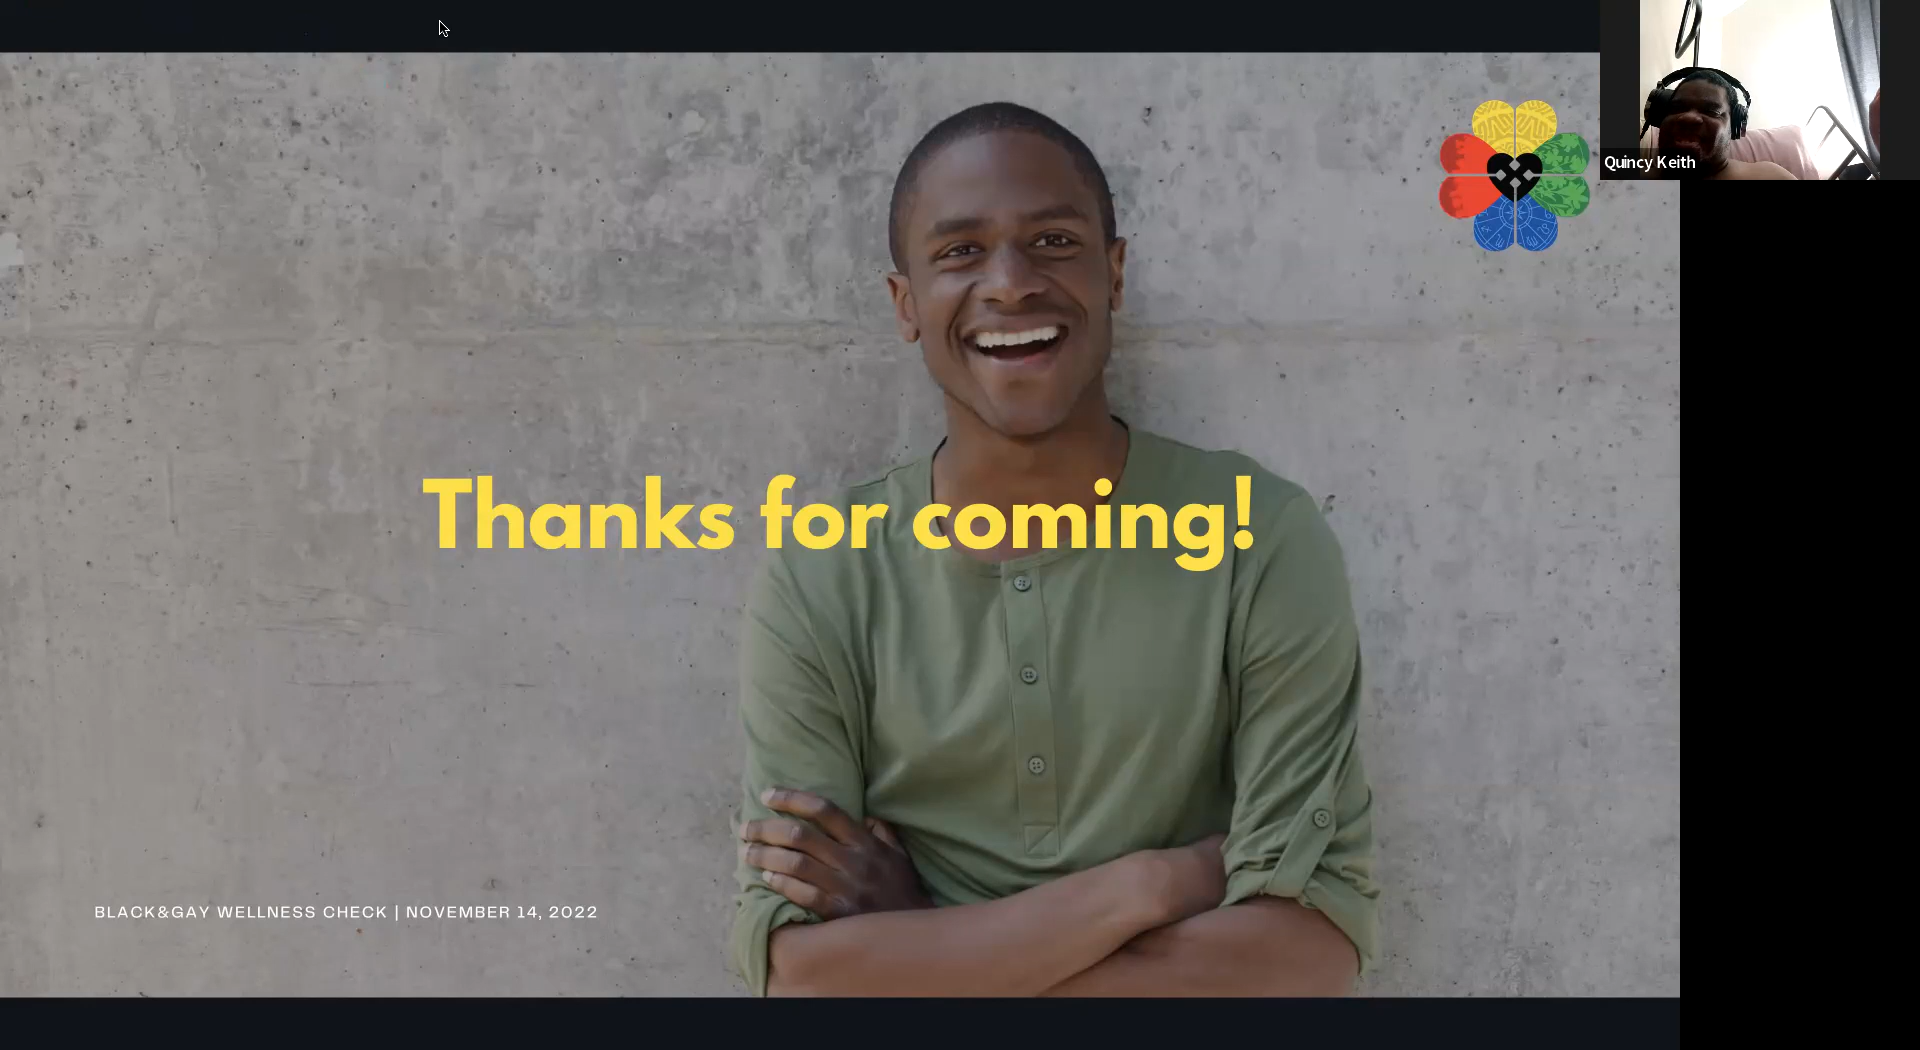 Quincy Keith
Thanks for coming!
BLACK&GAY WELLNESS CHECK | NOVEMBER 14, 2022